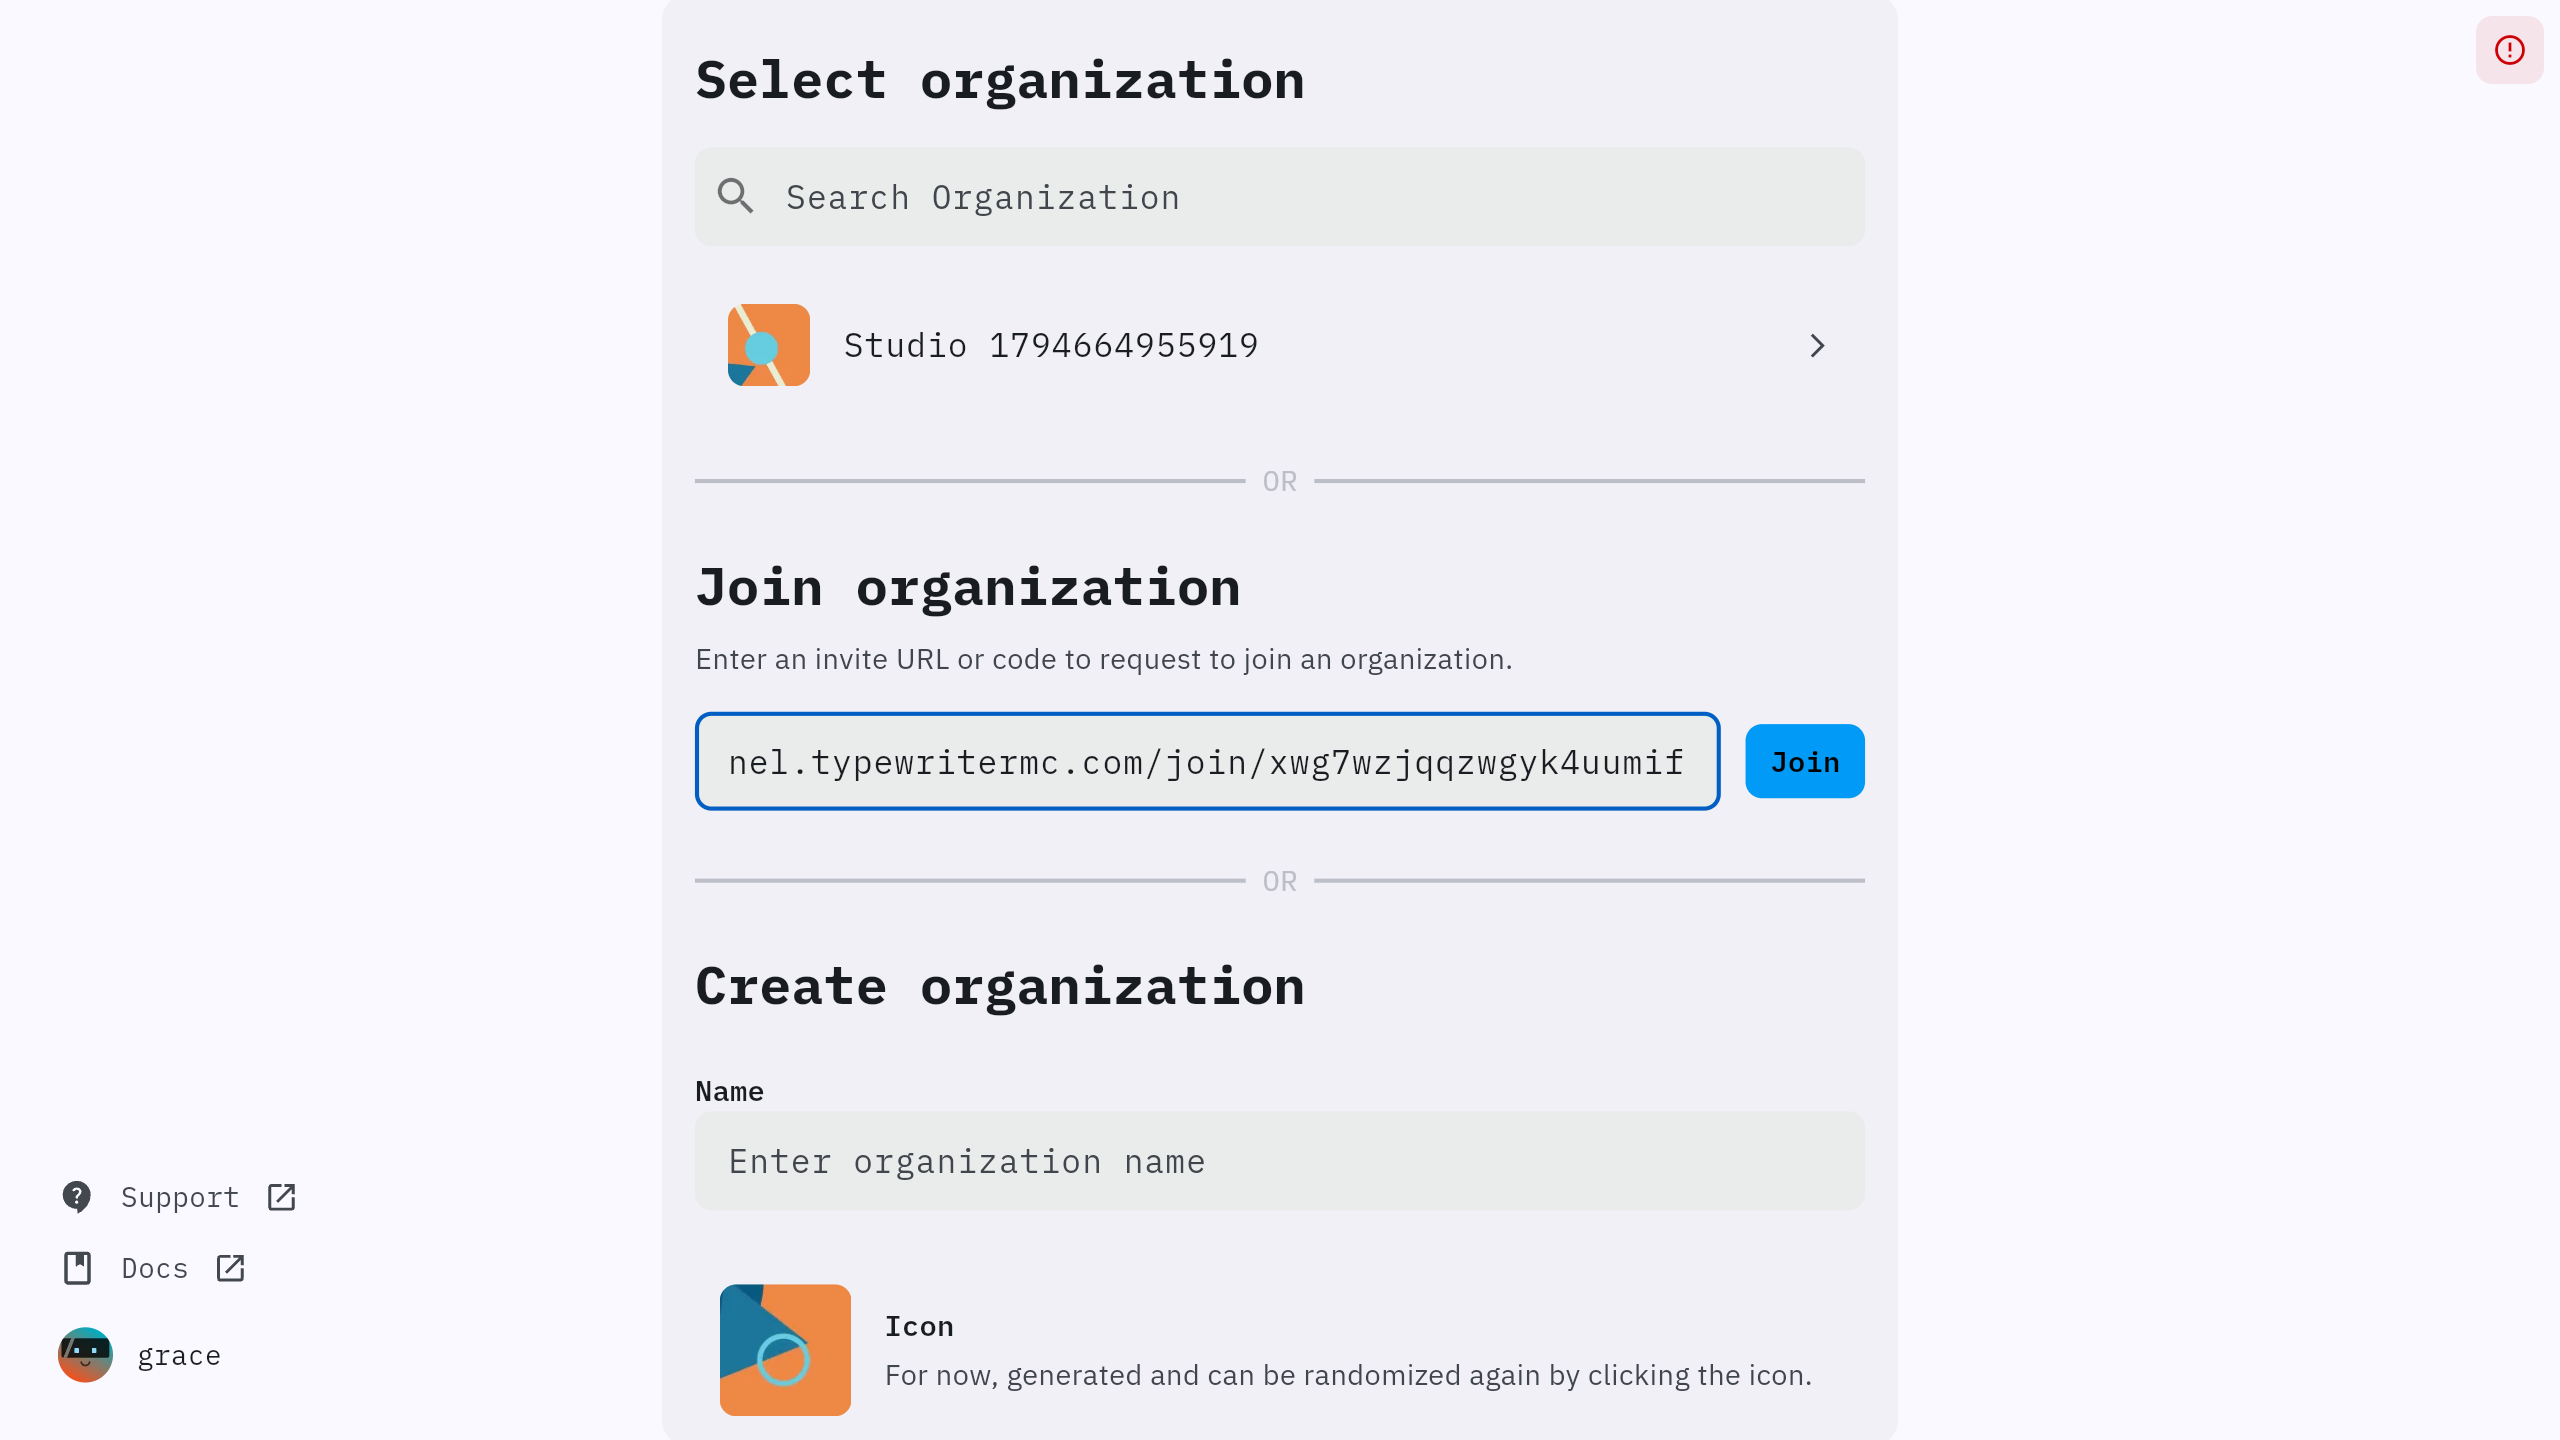 Select organization
Search Organization
Studio 1794664955919
OR
Join organization
Enter an invite URL or code to request to join an organization.
nel.typewritermc.com/join/xwg7wzjqqzwgyk4uumif
Join
OR
Create organization
Name
Enter organization name
Icon
For now, generated and can be randomized again by clicking the icon.
Support
Docs
grace